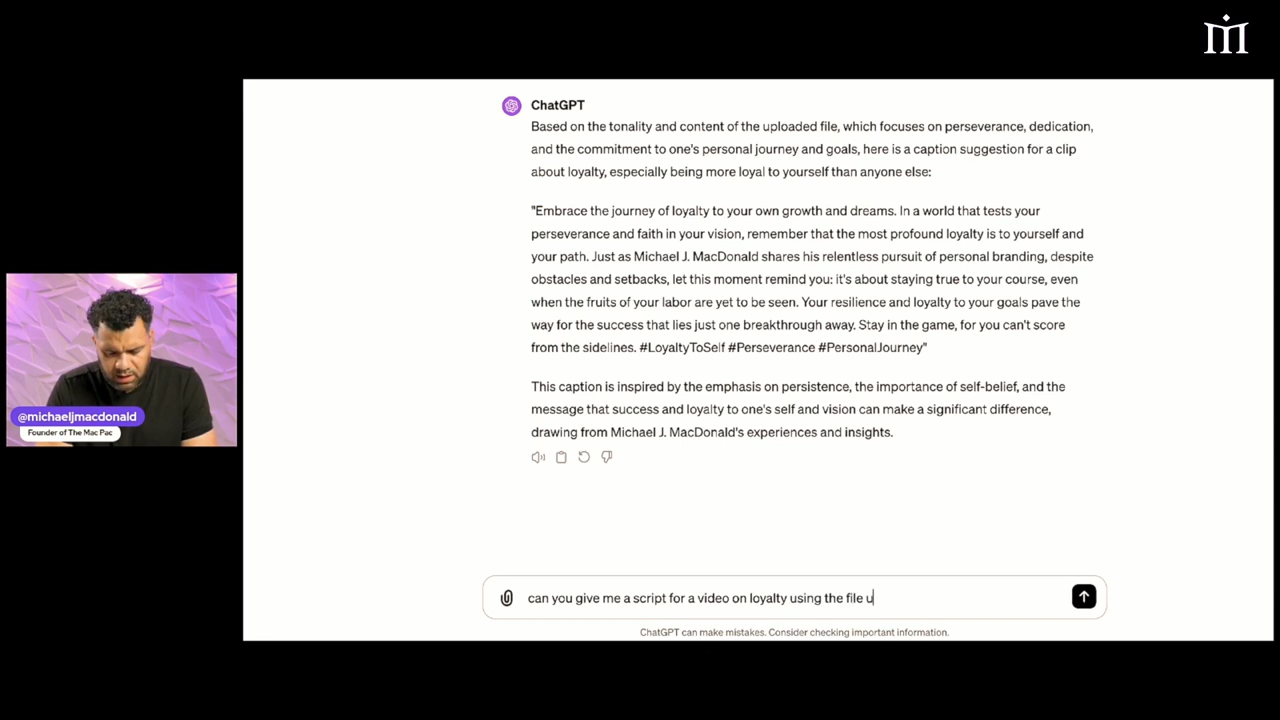 ChatGPT
Based on the tonality and content of the uploaded file, which focuses on perseverance, dedication,
and the commitment to one's personal journey and goals, here is a caption suggestion for a clip
about loyalty, especially being more loyal to yourself than anyone else:
"Embrace the journey of loyalty to your own growth and dreams. In a world that tests your
perseverance and faith in your vision, remember that the most profound loyalty is to yourself and
your path. Just as Michael J. MacDonald shares his relentless pursuit of personal branding, despite
obstacles and setbacks, let this moment remind you: it's about staying true to your course, even
when the fruits of your labor are yet to be seen. Your resilience and loyalty to your goals pave the
way for the success that lies just one breakthrough away. Stay in the game, for you can't score
from the sidelines. #LoyaltyToSelf #Perseverance #PersonalJourney"
This caption is inspired by the emphasis on persistence, the importance of self-belief, and the
message that success and loyalty to one's self and vision can make a significant difference,
drawing from Michael J. MacDonald's experiences and insights.
@michaeljmacdonald
Founder of The Mac Pac
can you give me a script for a video on loyalty using the file u
ChatGPT can make mistakes. Consider checking important information.